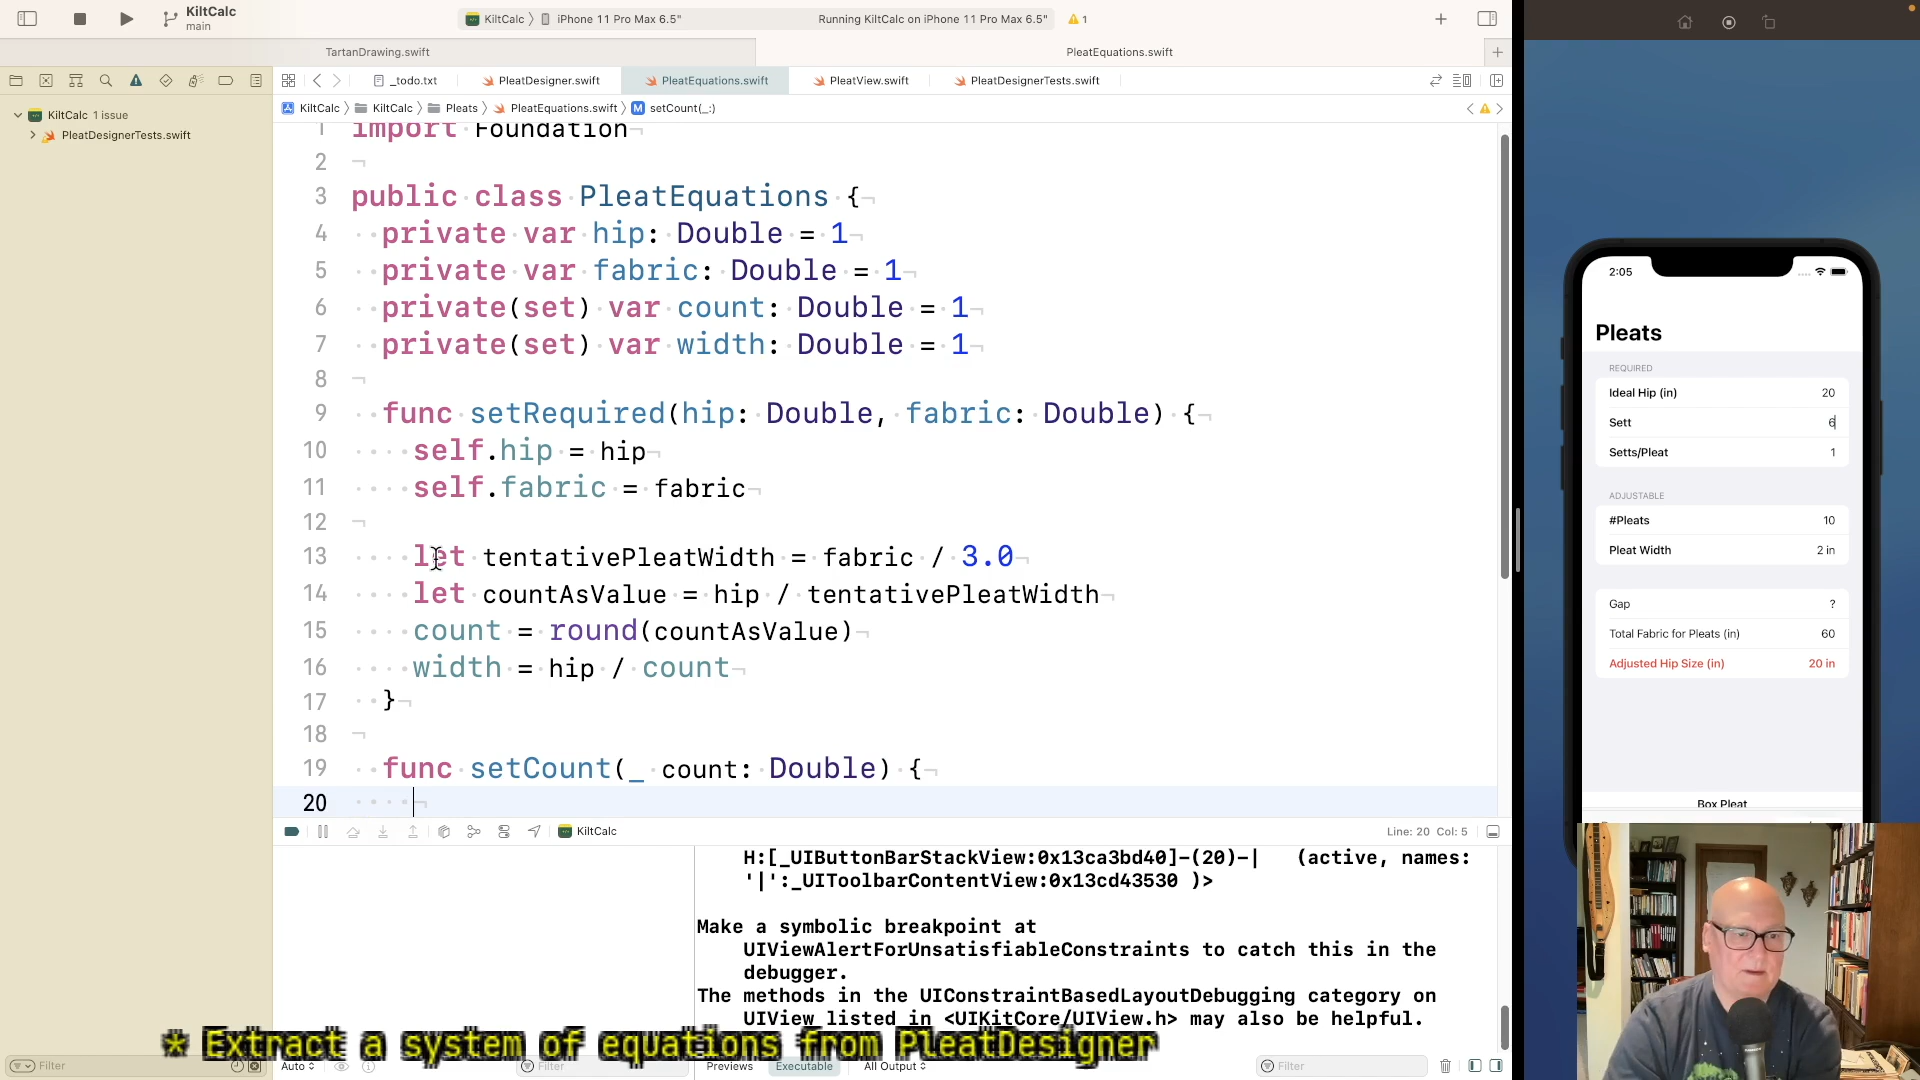 KiltCalc
main
KiltCalc
iPhone 11 Pro Max 6.5"
Running KiltCalc on iPhone 11 Pro Max 6.5"
1
TartanDrawing.swift
PleatEquations.swift
_todo.txt
PleatDesigner.swift
PleatEquations.swift
PleatView.swift
PleatDesignerTests.swift
KiltCalc
KiltCalc
Pleats
PleatEquations.swift
M
setCount(_:)
KiltCalc 1 issue
PleatDesignerTests.swift
1 import Foundation
2
3 public class PleatEquations {
4 private var hip: Double = 1
5 private var fabric: Double = 1
6 private(set) var count: Double = 1
7 private(set) var width: Double = 1
8
9 func setRequired(hip: Double, fabric: Double) {
10 self.hip = hip
11 self.fabric = fabric
12
13 let tentativePleatWidth = fabric / 3.0
14 let countAsValue = hip / tentativePleatWidth
15 count = round(countAsValue)
16 width = hip / count
17 }
18
19 func setCount(_ count: Double) {
20
KiltCalc
Line: 20 Col: 5
H:[_UIButtonBarStackView:0x13ca3bd40]-(20)-| (active, names:
'|':_UIToolbarContentView:0x13cd43530 )>
Make a symbolic breakpoint at
UIViewAlertForUnsatisfiableConstraints to catch this in the
debugger.
The methods in the UIConstraintBasedLayoutDebugging category on
UIView listed in <UIKitCore/UIView.h> may also be helpful.
* Extract a system of equations from PleatDesigner
Filter
Auto
Filter
Previews
Executable
All Output
Filter
2:05
Pleats
REQUIRED
Ideal Hip (in) 20
Sett 6
Setts/Pleat 1
ADJUSTABLE
#Pleats 10
Pleat Width 2 in
Gap ?
Total Fabric for Pleats (in) 60
Adjusted Hip Size (in) 20 in
Box Pleat